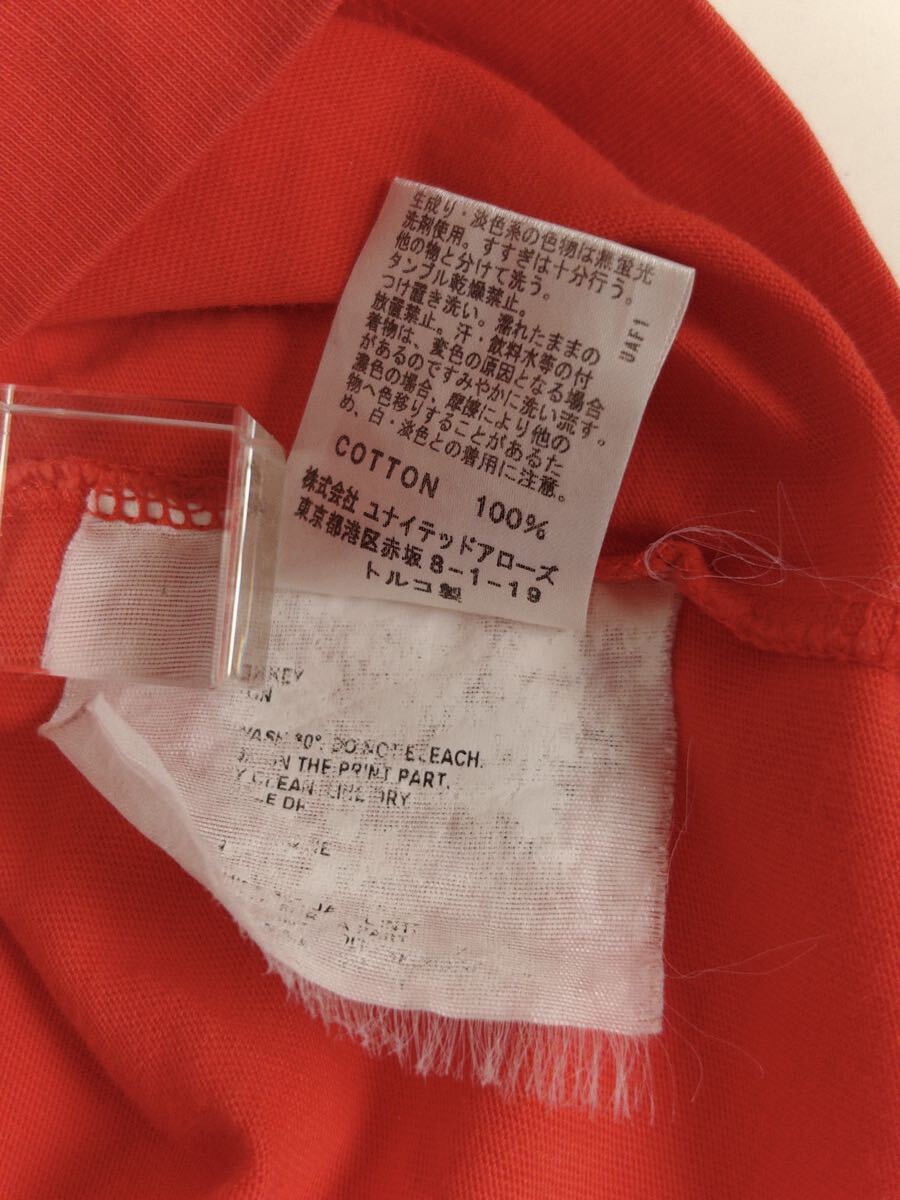 生成り・淡色系の色物は無蛍光
洗剤使用。すすぎは十分行う。
他の物と分けて洗う。
タンブル乾燥禁止。
つけ置き洗い。濡れたままの
放置禁止。汗・飲料水等の付
着物は、変色の原因となる場合
があるのですみやかに洗い流す。
濃色の場合、摩擦により他の
物へ色移りすることがあるた
め、白・淡色との着用に注意。
UAF1
COTTON 100%
株式会社 ユナイテッドアローズ
東京都港区赤坂8-1-19
トルコ製
WASH DO NOT BLEACH.
IN THE PRINT PART.
CLEAN LINE DRY